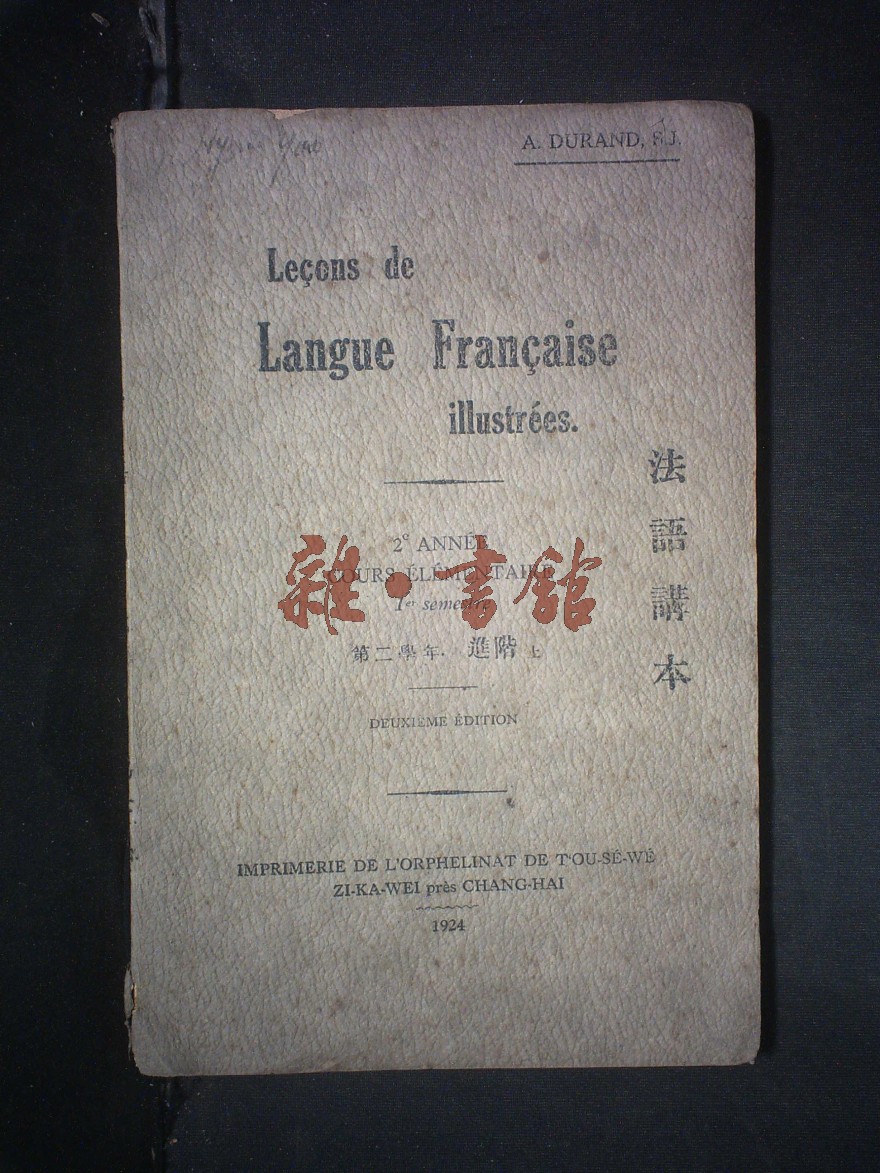 A. DURAND, S.J.
Leçons de
Langue Française
illustrées.
法語講本
2e ANNÉE
COURS ÉLÉMENTAIRE
1er semestre
雜·書館
第二學年· 進階 上
DEUXIEME ÉDITION
IMPRIMERIE DE L'ORPHELINAT DE T'OU-SÉ-WÉ
ZI-KA-WEI près CHANG-HAI
1924